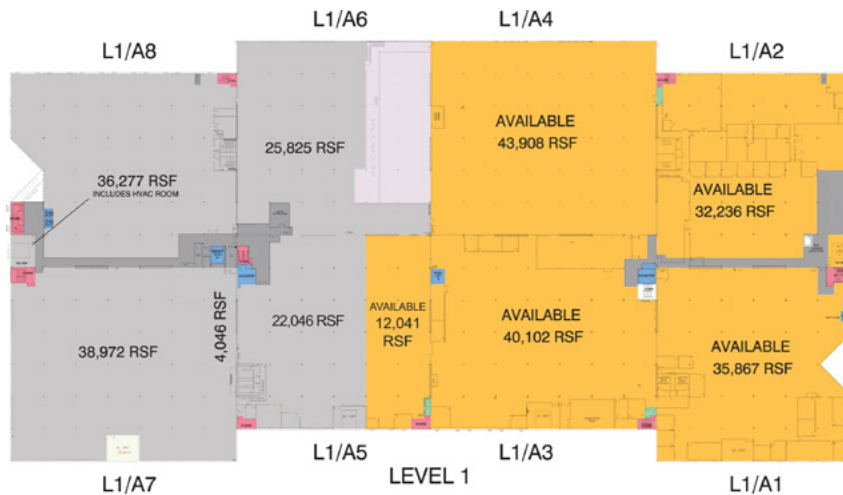 L1/A6
L1/A4
L1/A8
L1/A2
AVAILABLE
43,908 RSF
25,825 RSF
36,277 RSF
INCLUDES HVAC ROOM
AVAILABLE
32,236 RSF
4,046 RSF
22,046 RSF
AVAILABLE
12,041
RSF
AVAILABLE
40,102 RSF
38,972 RSF
AVAILABLE
35,867 RSF
L1/A5
L1/A3
LEVEL 1
L1/A7
L1/A1